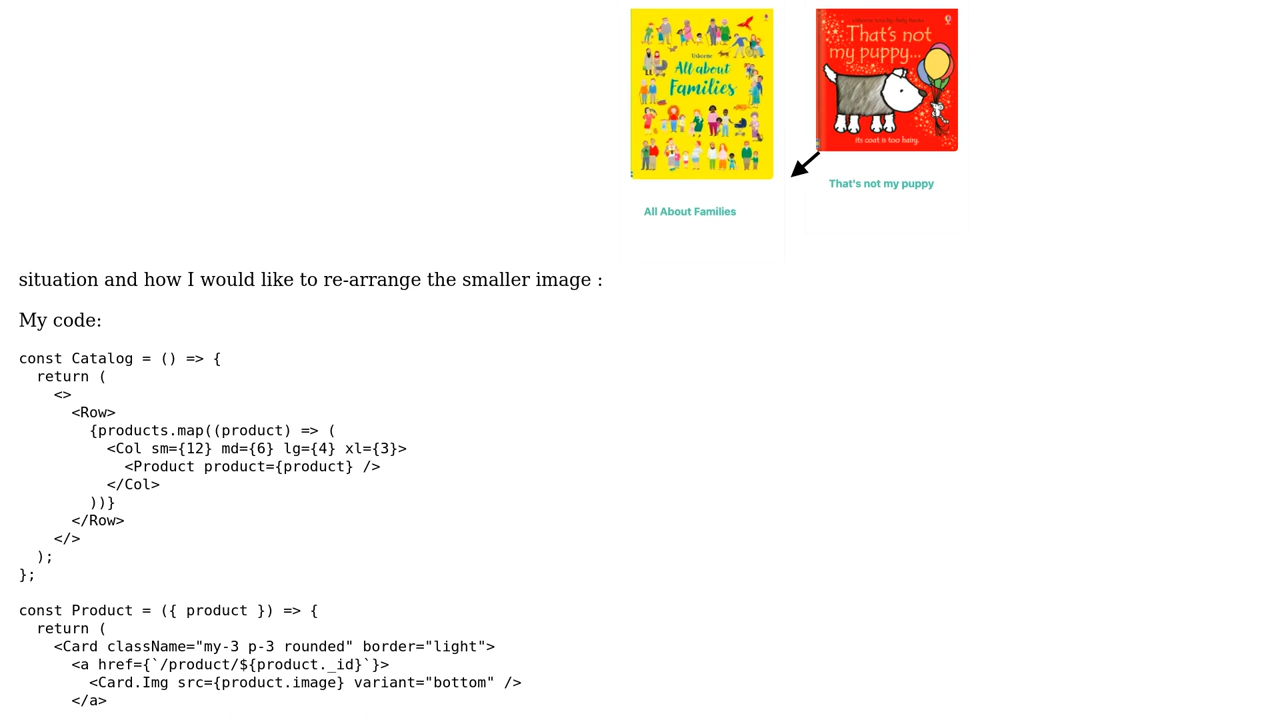 Usborne
All about
Families
That's not
my puppy...
its coat is too hairy.
All About Families
That's not my puppy
situation and how I would like to re-arrange the smaller image :
My code:
const Catalog = () => {
  return (
    <>
      <Row>
        {products.map((product) => (
          <Col sm={12} md={6} lg={4} xl={3}>
            <Product product={product} />
          </Col>
        ))}
      </Row>
    </>
  );
};
const Product = ({ product }) => {
  return (
    <Card className="my-3 p-3 rounded" border="light">
      <a href={`/product/${product._id}`}>
        <Card.Img src={product.image} variant="bottom" />
      </a>